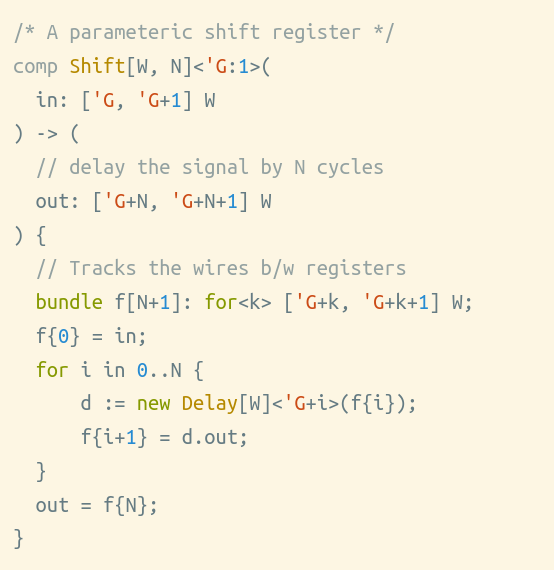 /* A parameteric shift register */
comp Shift[W, N]<'G:1>(
  in: ['G, 'G+1] W
) -> (
  // delay the signal by N cycles
  out: ['G+N, 'G+N+1] W
) {
  // Tracks the wires b/w registers
  bundle f[N+1]: for<k> ['G+k, 'G+k+1] W;
  f{0} = in;
  for i in 0..N {
      d := new Delay[W]<'G+i>(f{i});
      f{i+1} = d.out;
  }
  out = f{N};
}